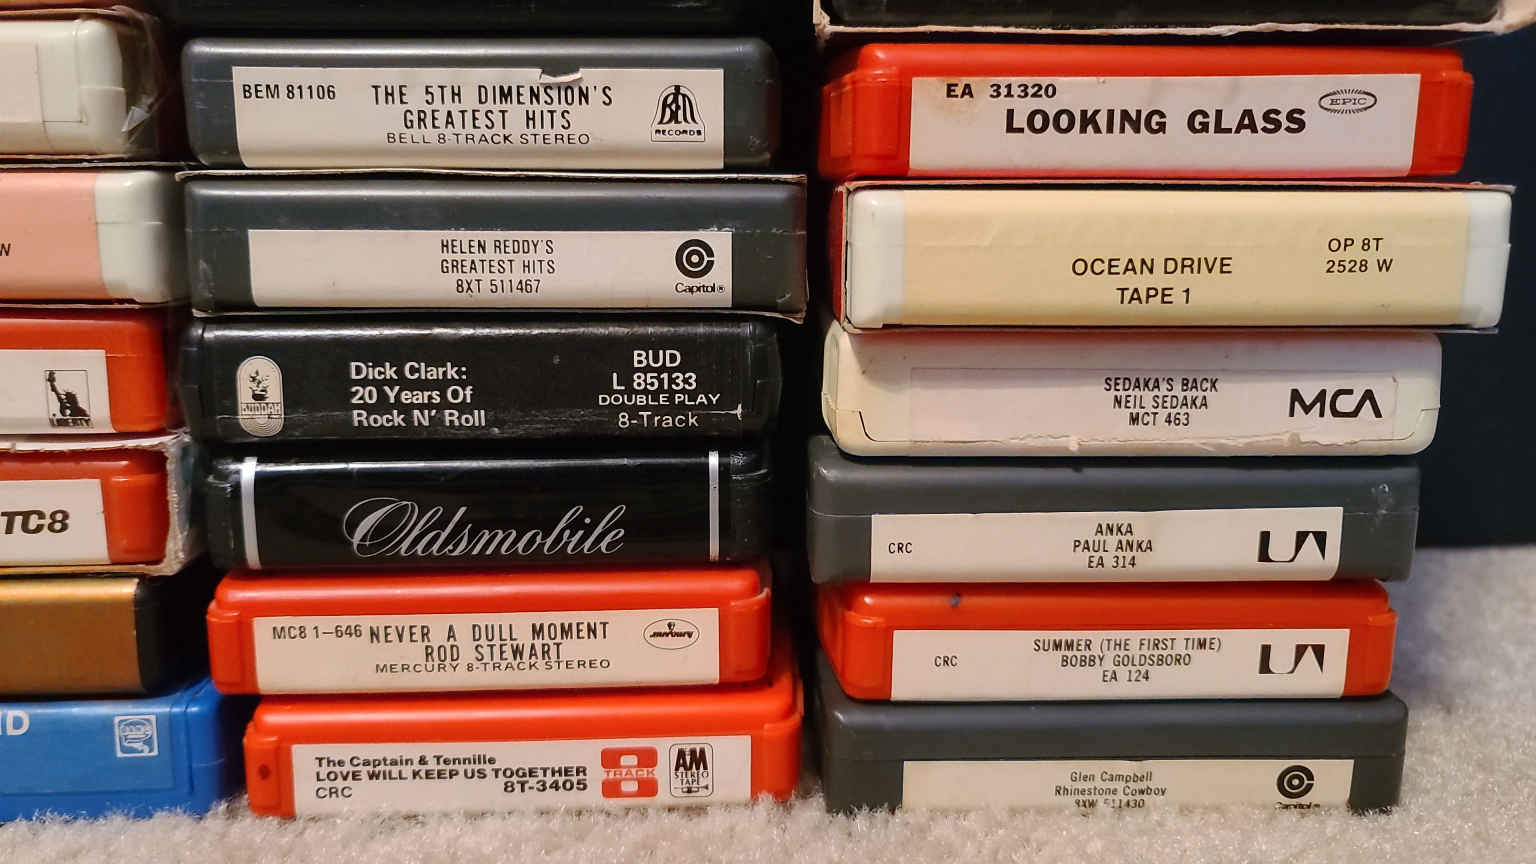 N
LIBERTY
TC8
ND
BEM 81106
THE 5TH DIMENSION'S
GREATEST HITS
BELL 8-TRACK STEREO
BELL
RECORDS
HELEN REDDY'S
GREATEST HITS
8XT 511467
Capitol®
BUDDAH
Dick Clark:
20 Years Of
Rock N' Roll
BUD
L 85133
DOUBLE PLAY
8-Track
Oldsmobile
MC8 1-646
NEVER A DULL MOMENT
ROD STEWART
MERCURY 8-TRACK STEREO
mercury
The Captain & Tennille
LOVE WILL KEEP US TOGETHER
CRC
8T-3405
8
TRACK
AM
STEREO
TAPE
EA 31320
LOOKING GLASS
EPIC
OCEAN DRIVE
TAPE 1
OP 8T
2528 W
SEDAKA'S BACK
NEIL SEDAKA
MCT 463
MCA
CRC
ANKA
PAUL ANKA
EA 314
UA
CRC
SUMMER (THE FIRST TIME)
BOBBY GOLDSBORO
EA 124
UA
Glen Campbell
Rhinestone Cowboy
8XW 511430
Capitol®